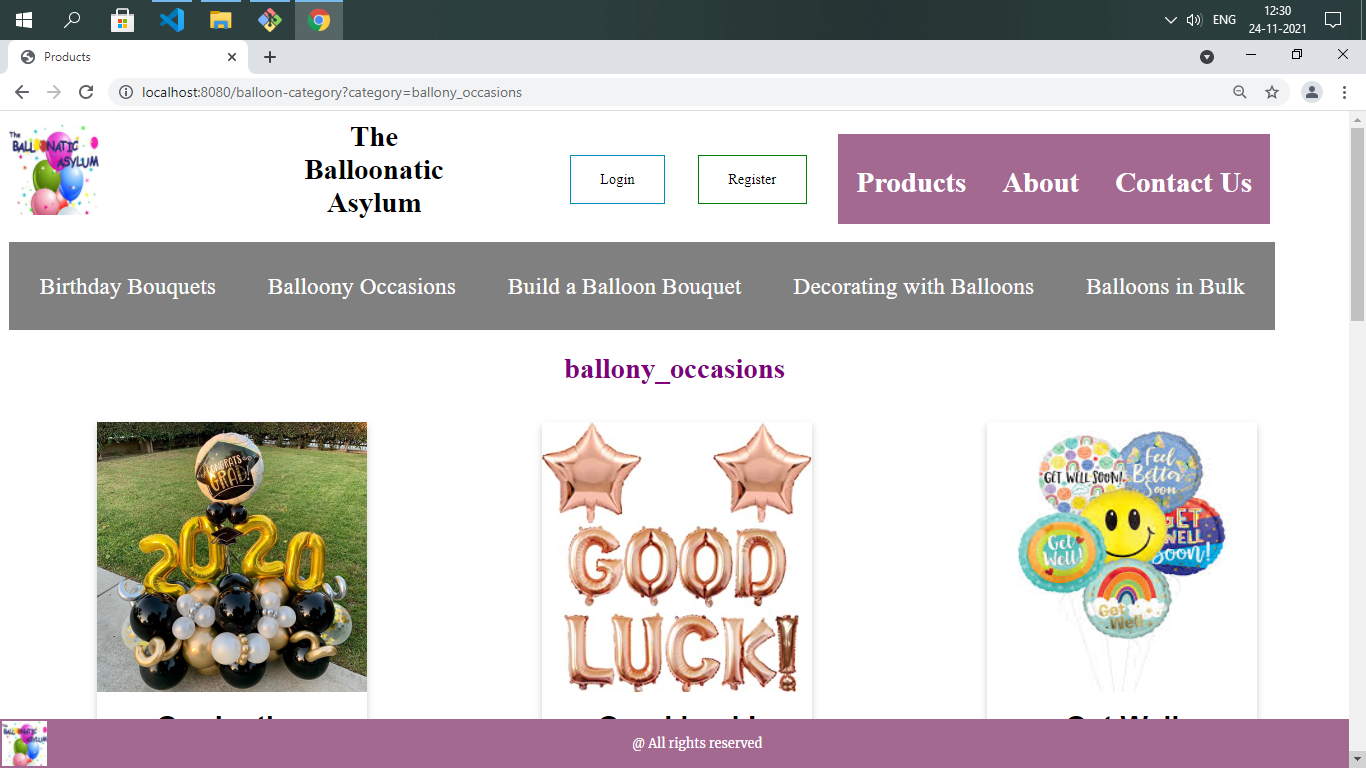 ENG
12:30
24-11-2021
Products
localhost:8080/balloon-category?category=ballony_occasions
The
BALLOONATIC
ASYLUM
The
Balloonatic
Asylum
Login
Register
Products
About
Contact Us
Birthday Bouquets
Balloony Occasions
Build a Balloon Bouquet
Decorating with Balloons
Balloons in Bulk
ballony_occasions
CONGRATS
GRAD!
2020
GOOD
LUCK!
GET WELL SOON!
Feel
Better
Soon
GET
WELL
Soon!
Get
Well!
Get
Well
The
BALLOONATIC
ASYLUM
@ All rights reserved